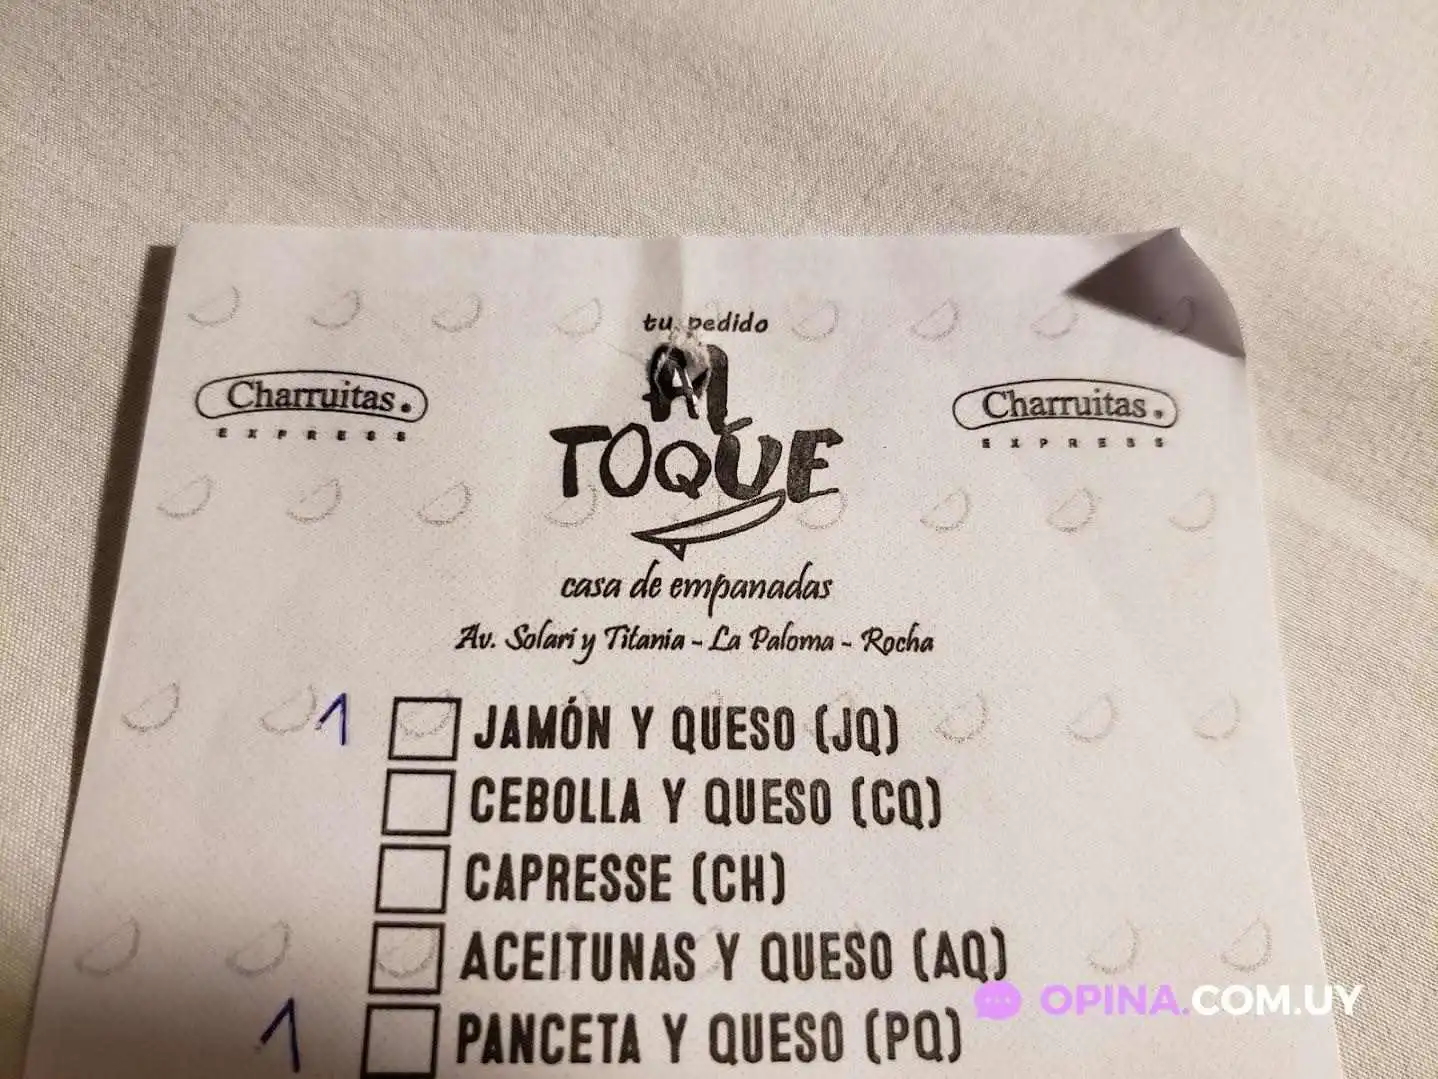 tu pedido
AL
TOQUE
Charruitas.
EXPRESS
Charruitas.
EXPRESS
casa de empanadas
Av. Solari y Titania - La Paloma - Rocha
1 JAMÓN Y QUESO (JQ)
CEBOLLA Y QUESO (CQ)
CAPRESSE (CH)
ACEITUNAS Y QUESO (AQ)
1 PANCETA Y QUESO (PQ)
OPINA.COM.UY